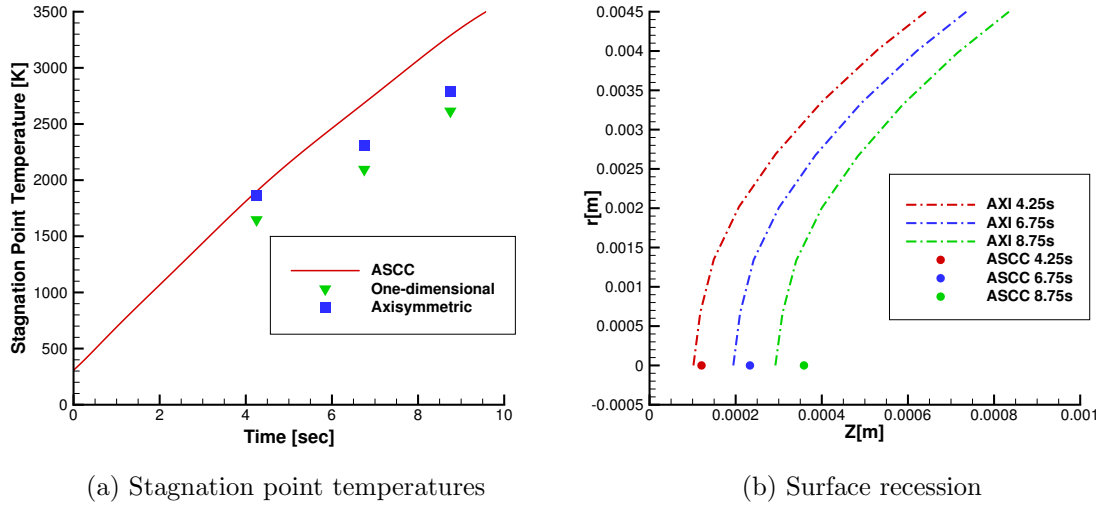 Stagnation Point Temperature [K]
3500
3000
2500
2000
1500
1000
500
0
0 2 4 6 8 10
Time [sec]
ASCC
One-dimensional
Axisymmetric
(a) Stagnation point temperatures
r[m]
0.0045
0.004
0.0035
0.003
0.0025
0.002
0.0015
0.001
0.0005
0
-0.0005
0 0.0002 0.0004 0.0006 0.0008 0.001
Z[m]
AXI 4.25s
AXI 6.75s
AXI 8.75s
ASCC 4.25s
ASCC 6.75s
ASCC 8.75s
(b) Surface recession